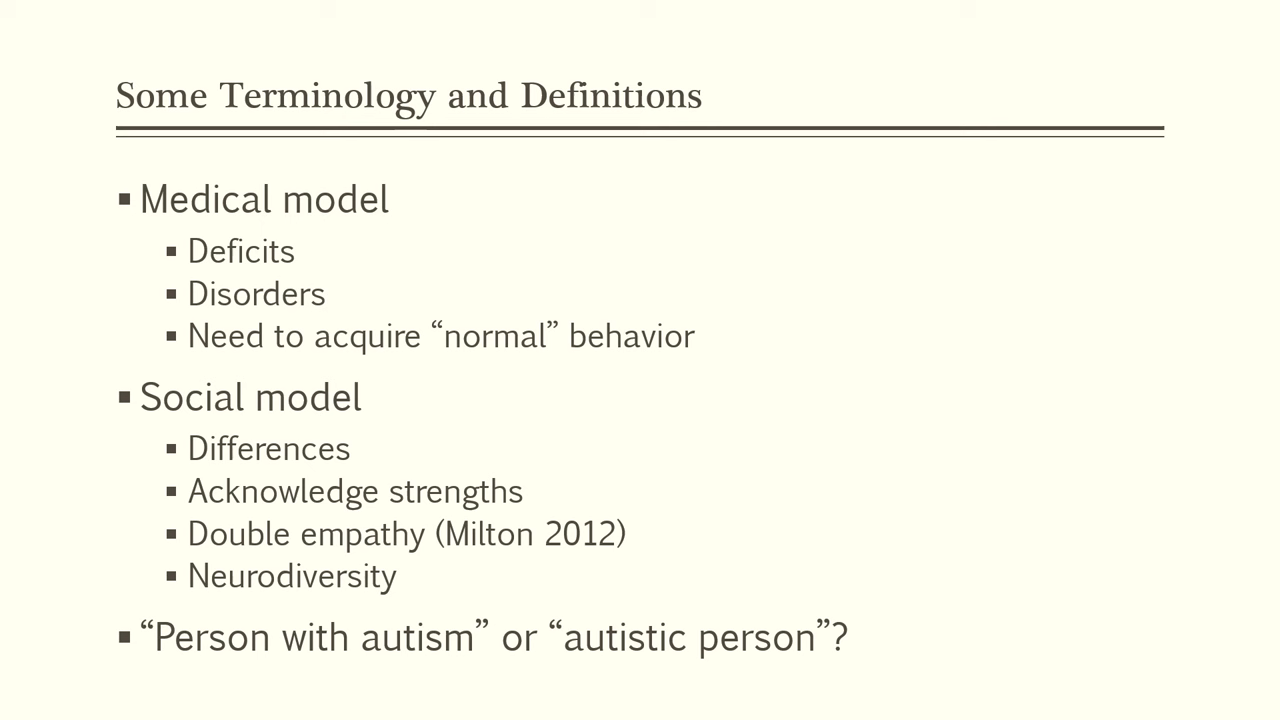 Some Terminology and Definitions
▪ Medical model
▪ Deficits
▪ Disorders
▪ Need to acquire “normal” behavior
▪ Social model
▪ Differences
▪ Acknowledge strengths
▪ Double empathy (Milton 2012)
▪ Neurodiversity
▪ “Person with autism” or “autistic person”?